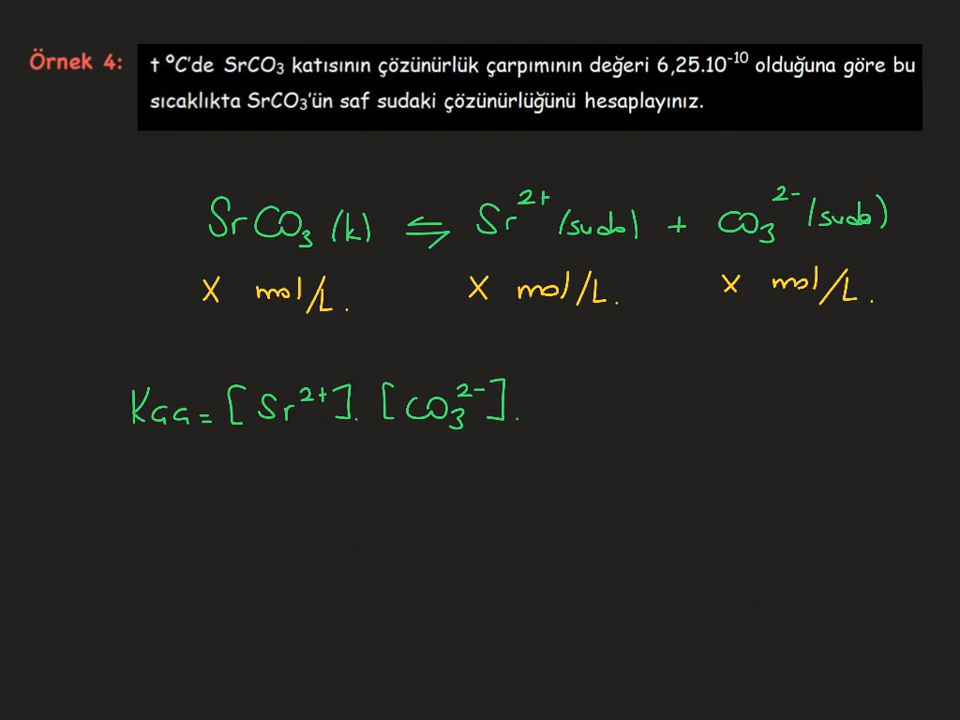 Örnek 4: t °C'de SrCO₃ katısının çözünürlük çarpımının değeri 6,25.10⁻¹⁰ olduğuna göre bu
sıcaklıkta SrCO₃'ün saf sudaki çözünürlüğünü hesaplayınız.
SrCO₃(k) ⇋ Sr²⁺(suda) + CO₃²⁻(suda)
X mol/L. X mol/L. X mol/L.
Kçç = [Sr²⁺]. [CO₃²⁻].